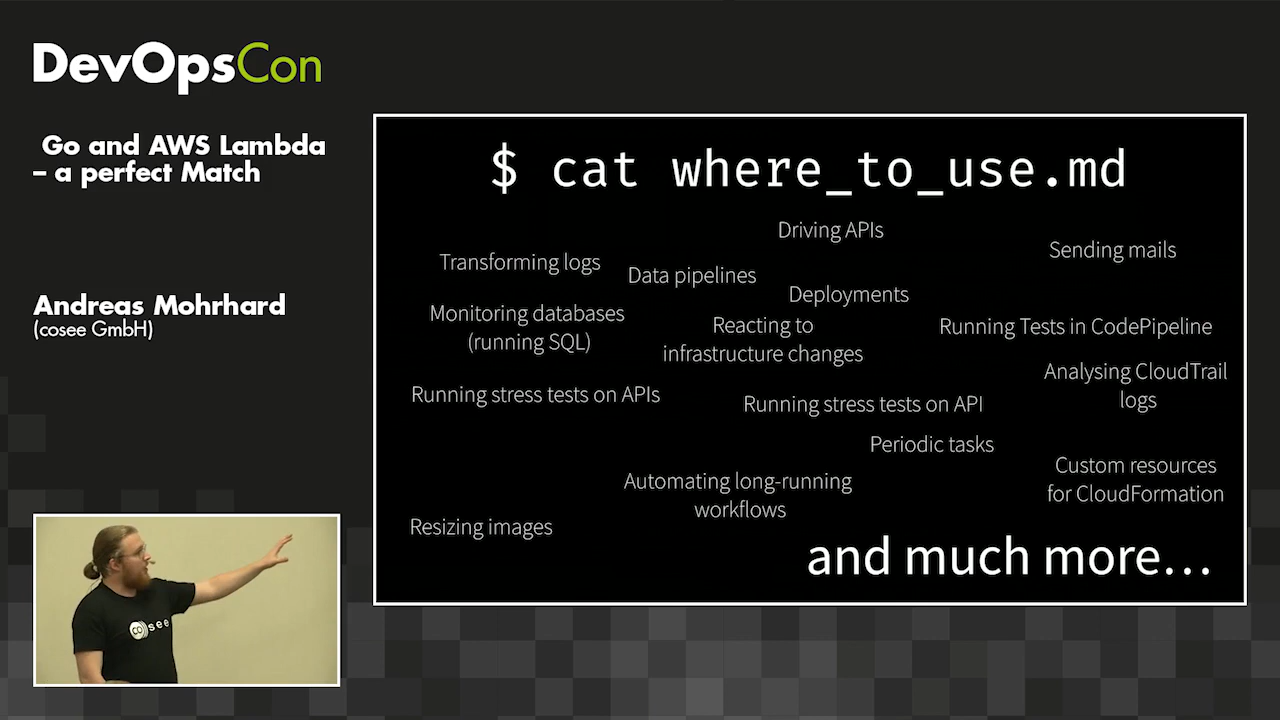 DevOpsCon
Go and AWS Lambda
– a perfect Match
Andreas Mohrhard
(cosee GmbH)
$ cat where_to_use.md
Driving APIs
Sending mails
Transforming logs
Data pipelines
Deployments
Monitoring databases
(running SQL)
Reacting to
infrastructure changes
Running Tests in CodePipeline
Analysing CloudTrail
logs
Running stress tests on APIs
Running stress tests on API
Periodic tasks
Custom resources
for CloudFormation
Automating long-running
workflows
Resizing images
and much more…
cosee